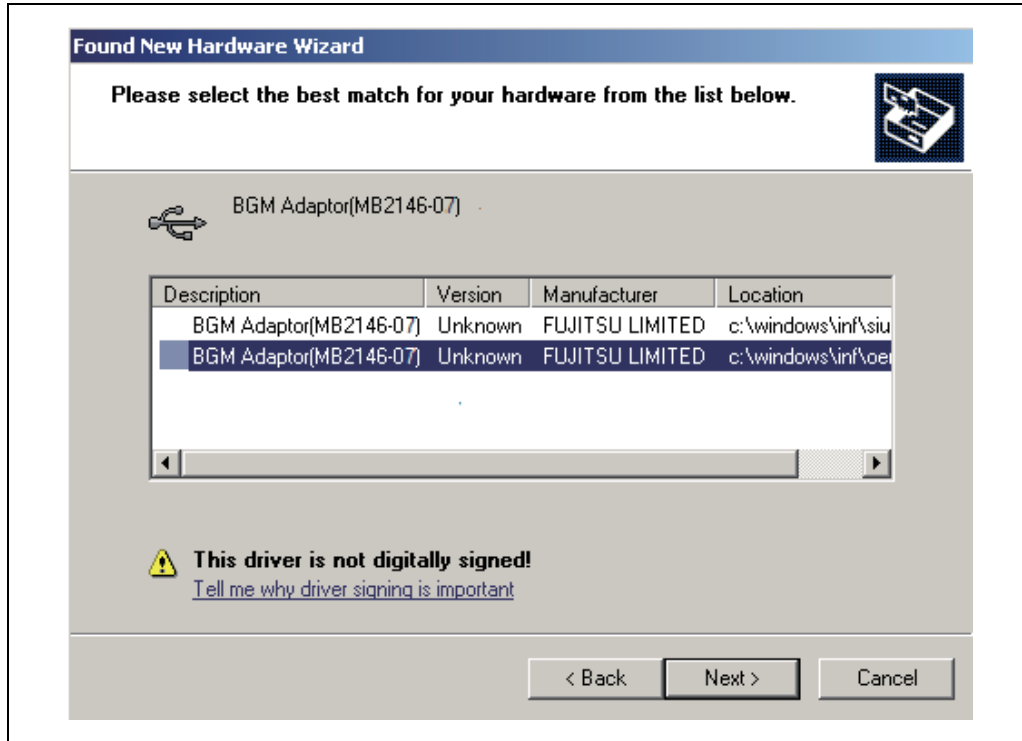 Found New Hardware Wizard
Please select the best match for your hardware from the list below.
BGM Adaptor(MB2146-07)
Description Version Manufacturer Location
BGM Adaptor(MB2146-07) Unknown FUJITSU LIMITED c:\windows\inf\siu
BGM Adaptor(MB2146-07) Unknown FUJITSU LIMITED c:\windows\inf\oer
This driver is not digitally signed!
Tell me why driver signing is important
< Back Next > Cancel